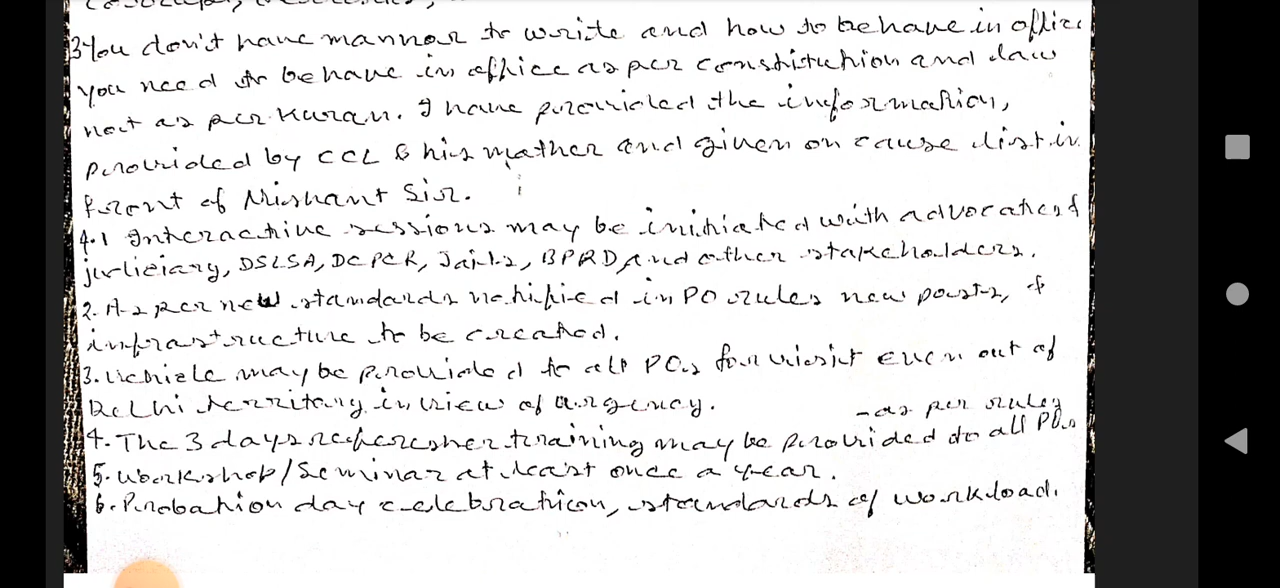 3 You don't have mannar to write and how to behave in office
you need to behave in office as per constitution and law
not as per Kuran. I have provided the information,
provided by CCL & his mather and given on cause list in
front of Nishant Sir.
4.1 Interactive sessions may be initiated with advocates &
judiciary, DSLSA, DCPCR, Jails, BPRD and other stakeholders.
2. As per new standards notified in PO rules new posts, &
infrastructure to be created.
3. Vehicle may be provided to all POs for visit even out of
Delhi territory in view of urgency.
- as per rules
4. The 3 days refresher training may be provided to all POs
5. Workshop/Seminar at least once a year.
6. Probation day celebration, standards of workload.